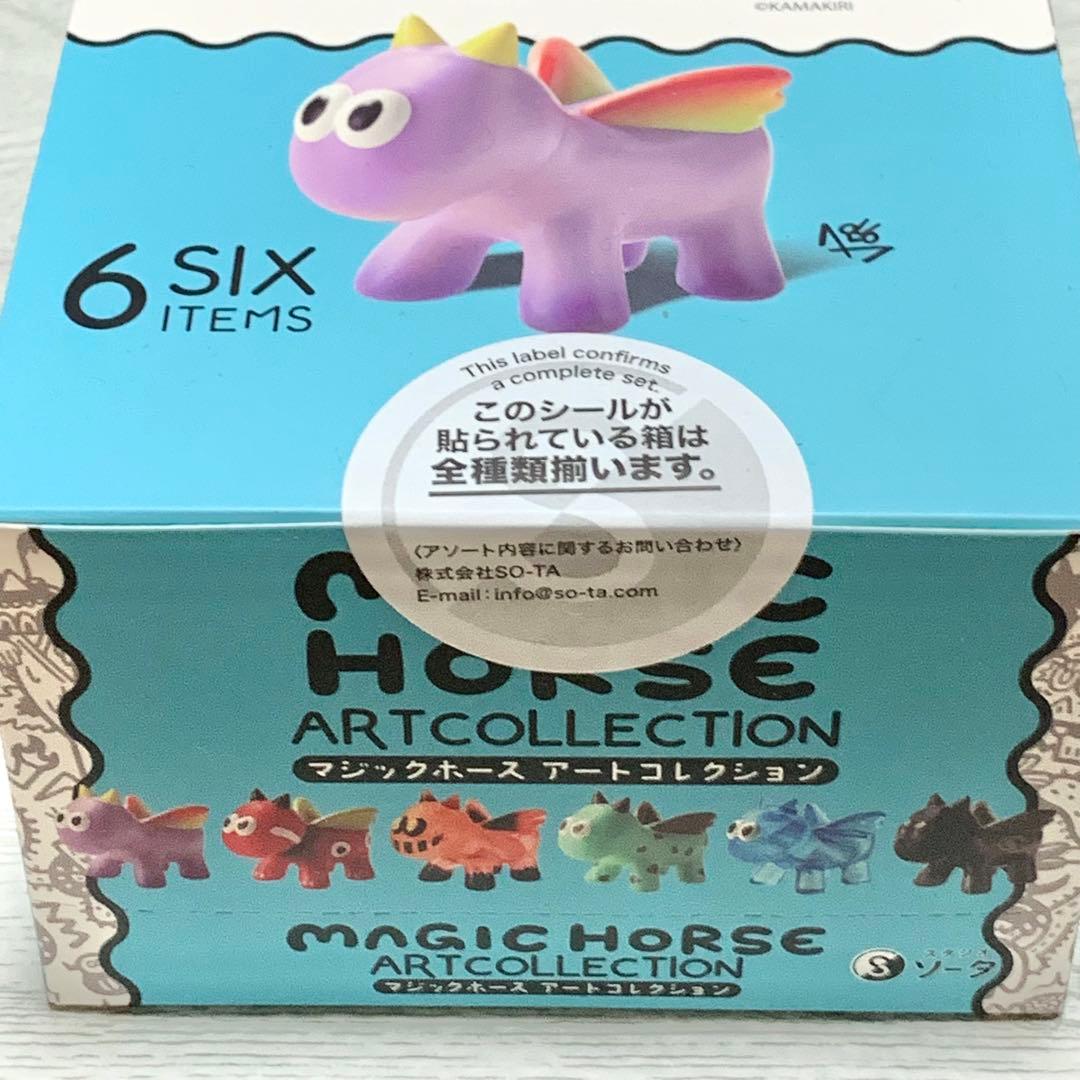 ©KAMAKIRI
6 SIX
ITEMS
This label confirms
a complete set.
このシールが
貼られている箱は
全種類揃います。
〈アソート内容に関するお問い合わせ〉
株式会社SO-TA
E-mail:info@so-ta.com
MAGIC
HORSE
ARTCOLLECTION
マジックホース アートコレクション
MAGIC HORSE
ARTCOLLECTION
マジックホース アートコレクション
スタジオ
ソータ